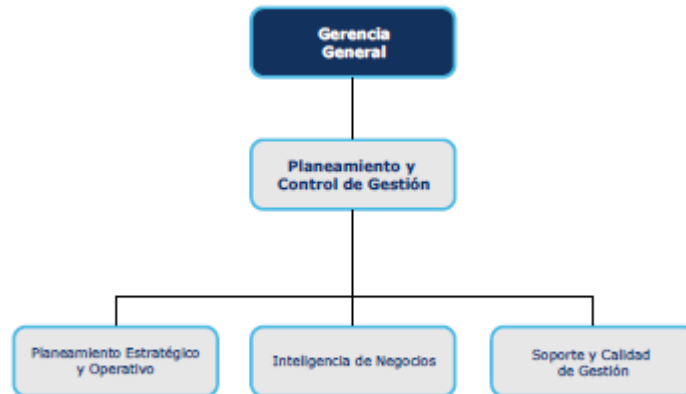 Gerencia
General
Planeamiento y
Control de Gestión
Planeamiento Estratégico
y Operativo
Inteligencia de Negocios
Soporte y Calidad
de Gestión